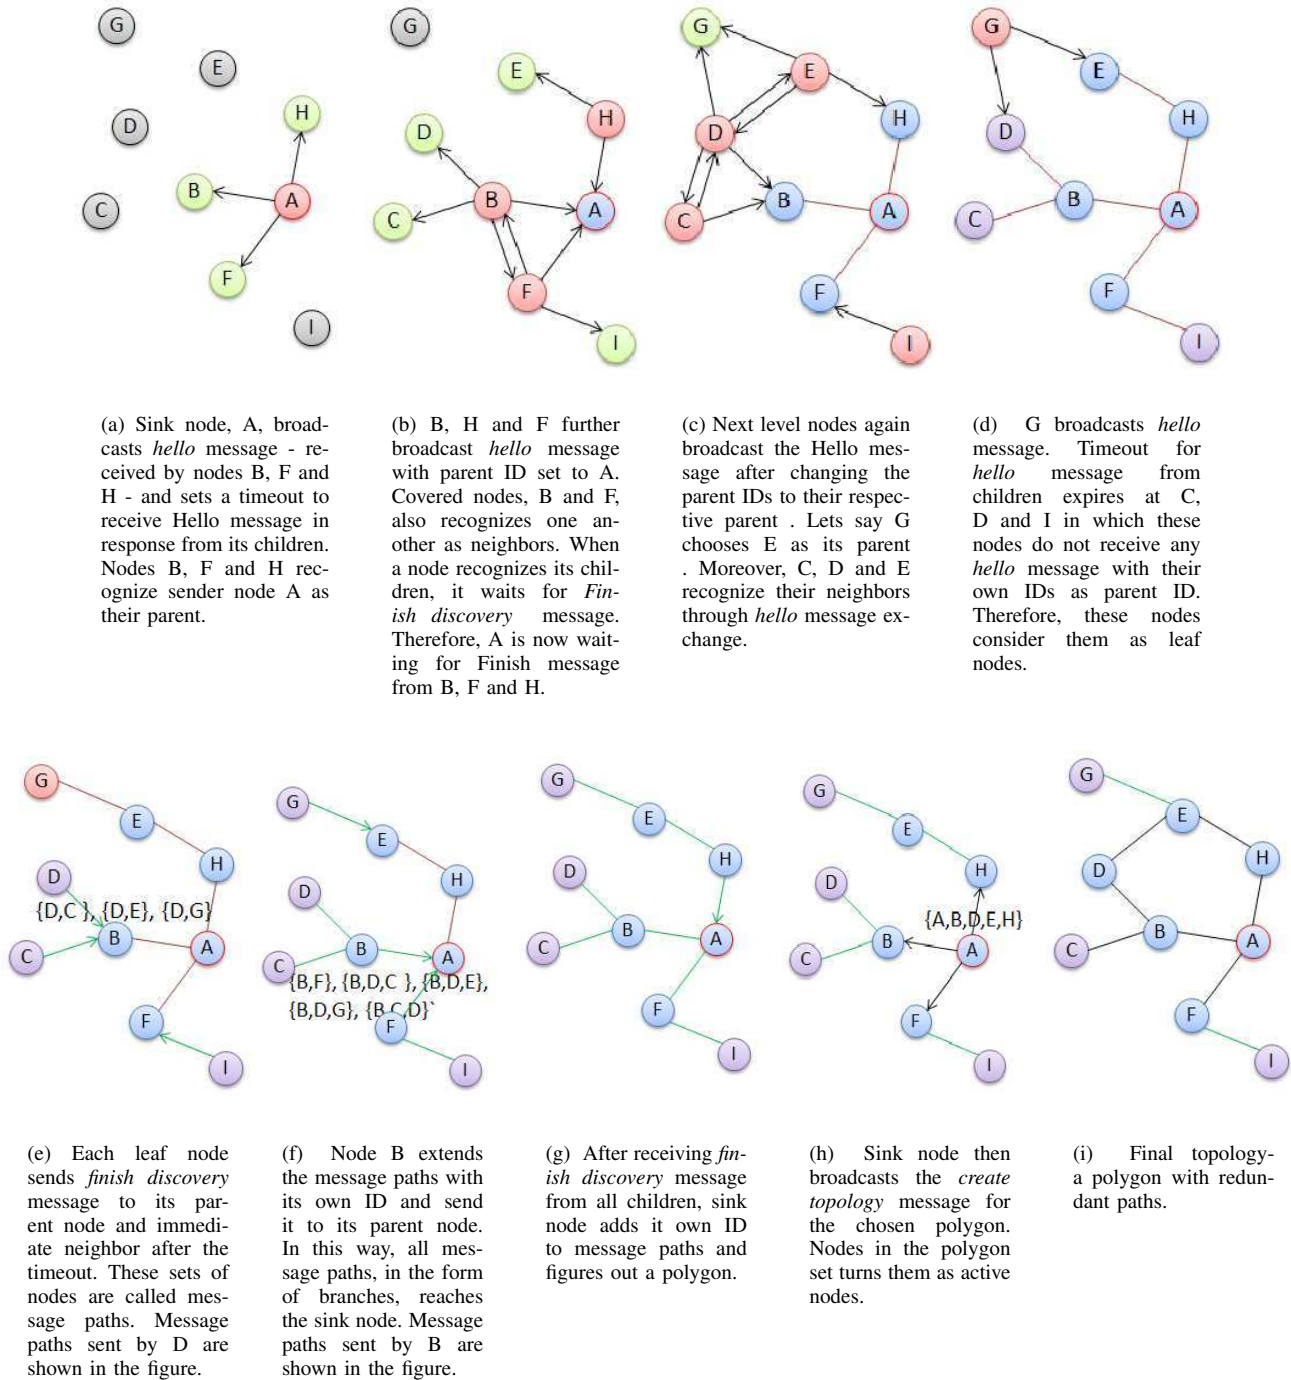 G
E
H
D
B
A
C
F
I
G
E
H
D
B
A
C
F
I
G
E
H
D
B
A
C
F
I
G
E
H
D
B
A
C
F
I
(a) Sink node, A, broad-
casts hello message - re-
ceived by nodes B, F and
H - and sets a timeout to
receive Hello message in
response from its children.
Nodes B, F and H rec-
ognize sender node A as
their parent.
(b) B, H and F further
broadcast hello message
with parent ID set to A.
Covered nodes, B and F,
also recognizes one an-
other as neighbors. When
a node recognizes its chil-
dren, it waits for Fin-
ish discovery message.
Therefore, A is now wait-
ing for Finish message
from B, F and H.
(c) Next level nodes again
broadcast the Hello mes-
sage after changing the
parent IDs to their respec-
tive parent . Lets say G
chooses E as its parent
. Moreover, C, D and E
recognize their neighbors
through hello message ex-
change.
(d) G broadcasts hello
message. Timeout for
hello message from
children expires at C,
D and I in which these
nodes do not receive any
hello message with their
own IDs as parent ID.
Therefore, these nodes
consider them as leaf
nodes.
G
E
H
D
{D,C }, {D,E}, {D,G}
B
A
C
F
I
G
E
H
D
B
A
C
{B,F}, {B,D,C }, {B,D,E},
{B,D,G}, {B,C,D}`
F
I
G
E
H
D
B
A
C
F
I
G
E
H
D
{A,B,D,E,H}
B
A
C
F
I
G
E
H
D
B
A
C
F
I
(e) Each leaf node
sends finish discovery
message to its par-
ent node and immedi-
ate neighbor after the
timeout. These sets of
nodes are called mes-
sage paths. Message
paths sent by D are
shown in the figure.
(f) Node B extends
the message paths with
its own ID and send
it to its parent node.
In this way, all mes-
sage paths, in the form
of branches, reaches
the sink node. Message
paths sent by B are
shown in the figure.
(g) After receiving fin-
ish discovery message
from all children, sink
node adds it own ID
to message paths and
figures out a polygon.
(h) Sink node then
broadcasts the create
topology message for
the chosen polygon.
Nodes in the polygon
set turns them as active
nodes.
(i) Final topology-
a polygon with redun-
dant paths.